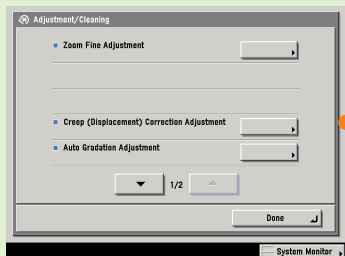 Adjustment/Cleaning
Zoom Fine Adjustment
Creep (Displacement) Correction Adjustment
Auto Gradation Adjustment
1/2
Done
System Monitor